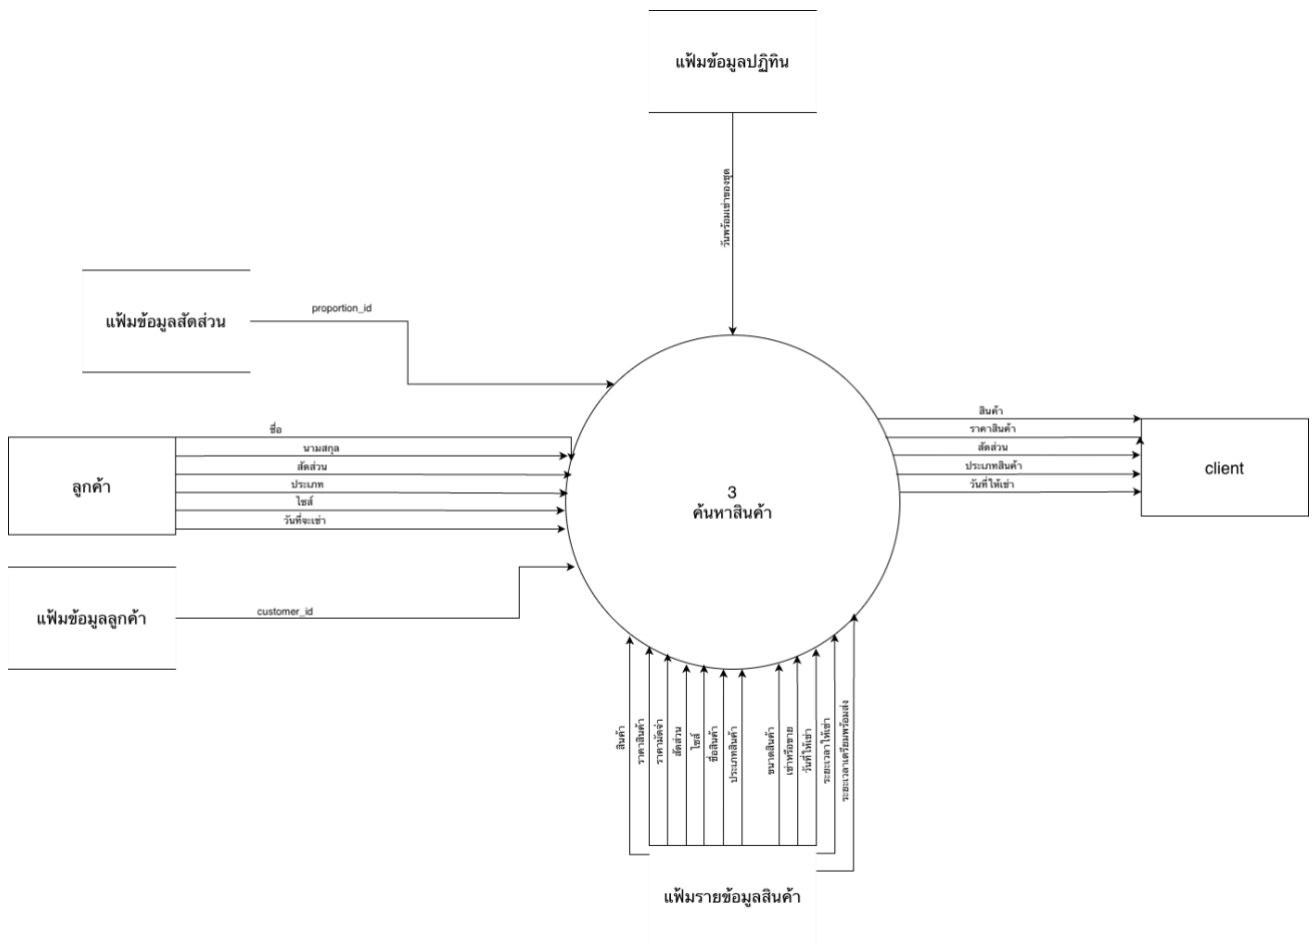 แฟ้มข้อมูลปฏิทิน
วันพร้อมเช่าของชุด
แฟ้มข้อมูลสัดส่วน
proportion_id
ลูกค้า
ชื่อ
นามสกุล
สัดส่วน
ประเภท
ไซส์
วันที่จะเช่า
แฟ้มข้อมูลลูกค้า
customer_id
3
ค้นหาสินค้า
สินค้า
ราคาสินค้า
สัดส่วน
ประเภทสินค้า
วันที่ให้เช่า
client
สินค้า
ราคาสินค้า
ราคามัดจำ
สัดส่วน
ไซส์
ชื่อสินค้า
ประเภทสินค้า
ขนาดสินค้า
เช่าหรือขาย
วันที่ให้เช่า
ระยะเวลาให้เช่า
ระยะเวลาเตรียมพร้อมส่ง
แฟ้มรายข้อมูลสินค้า